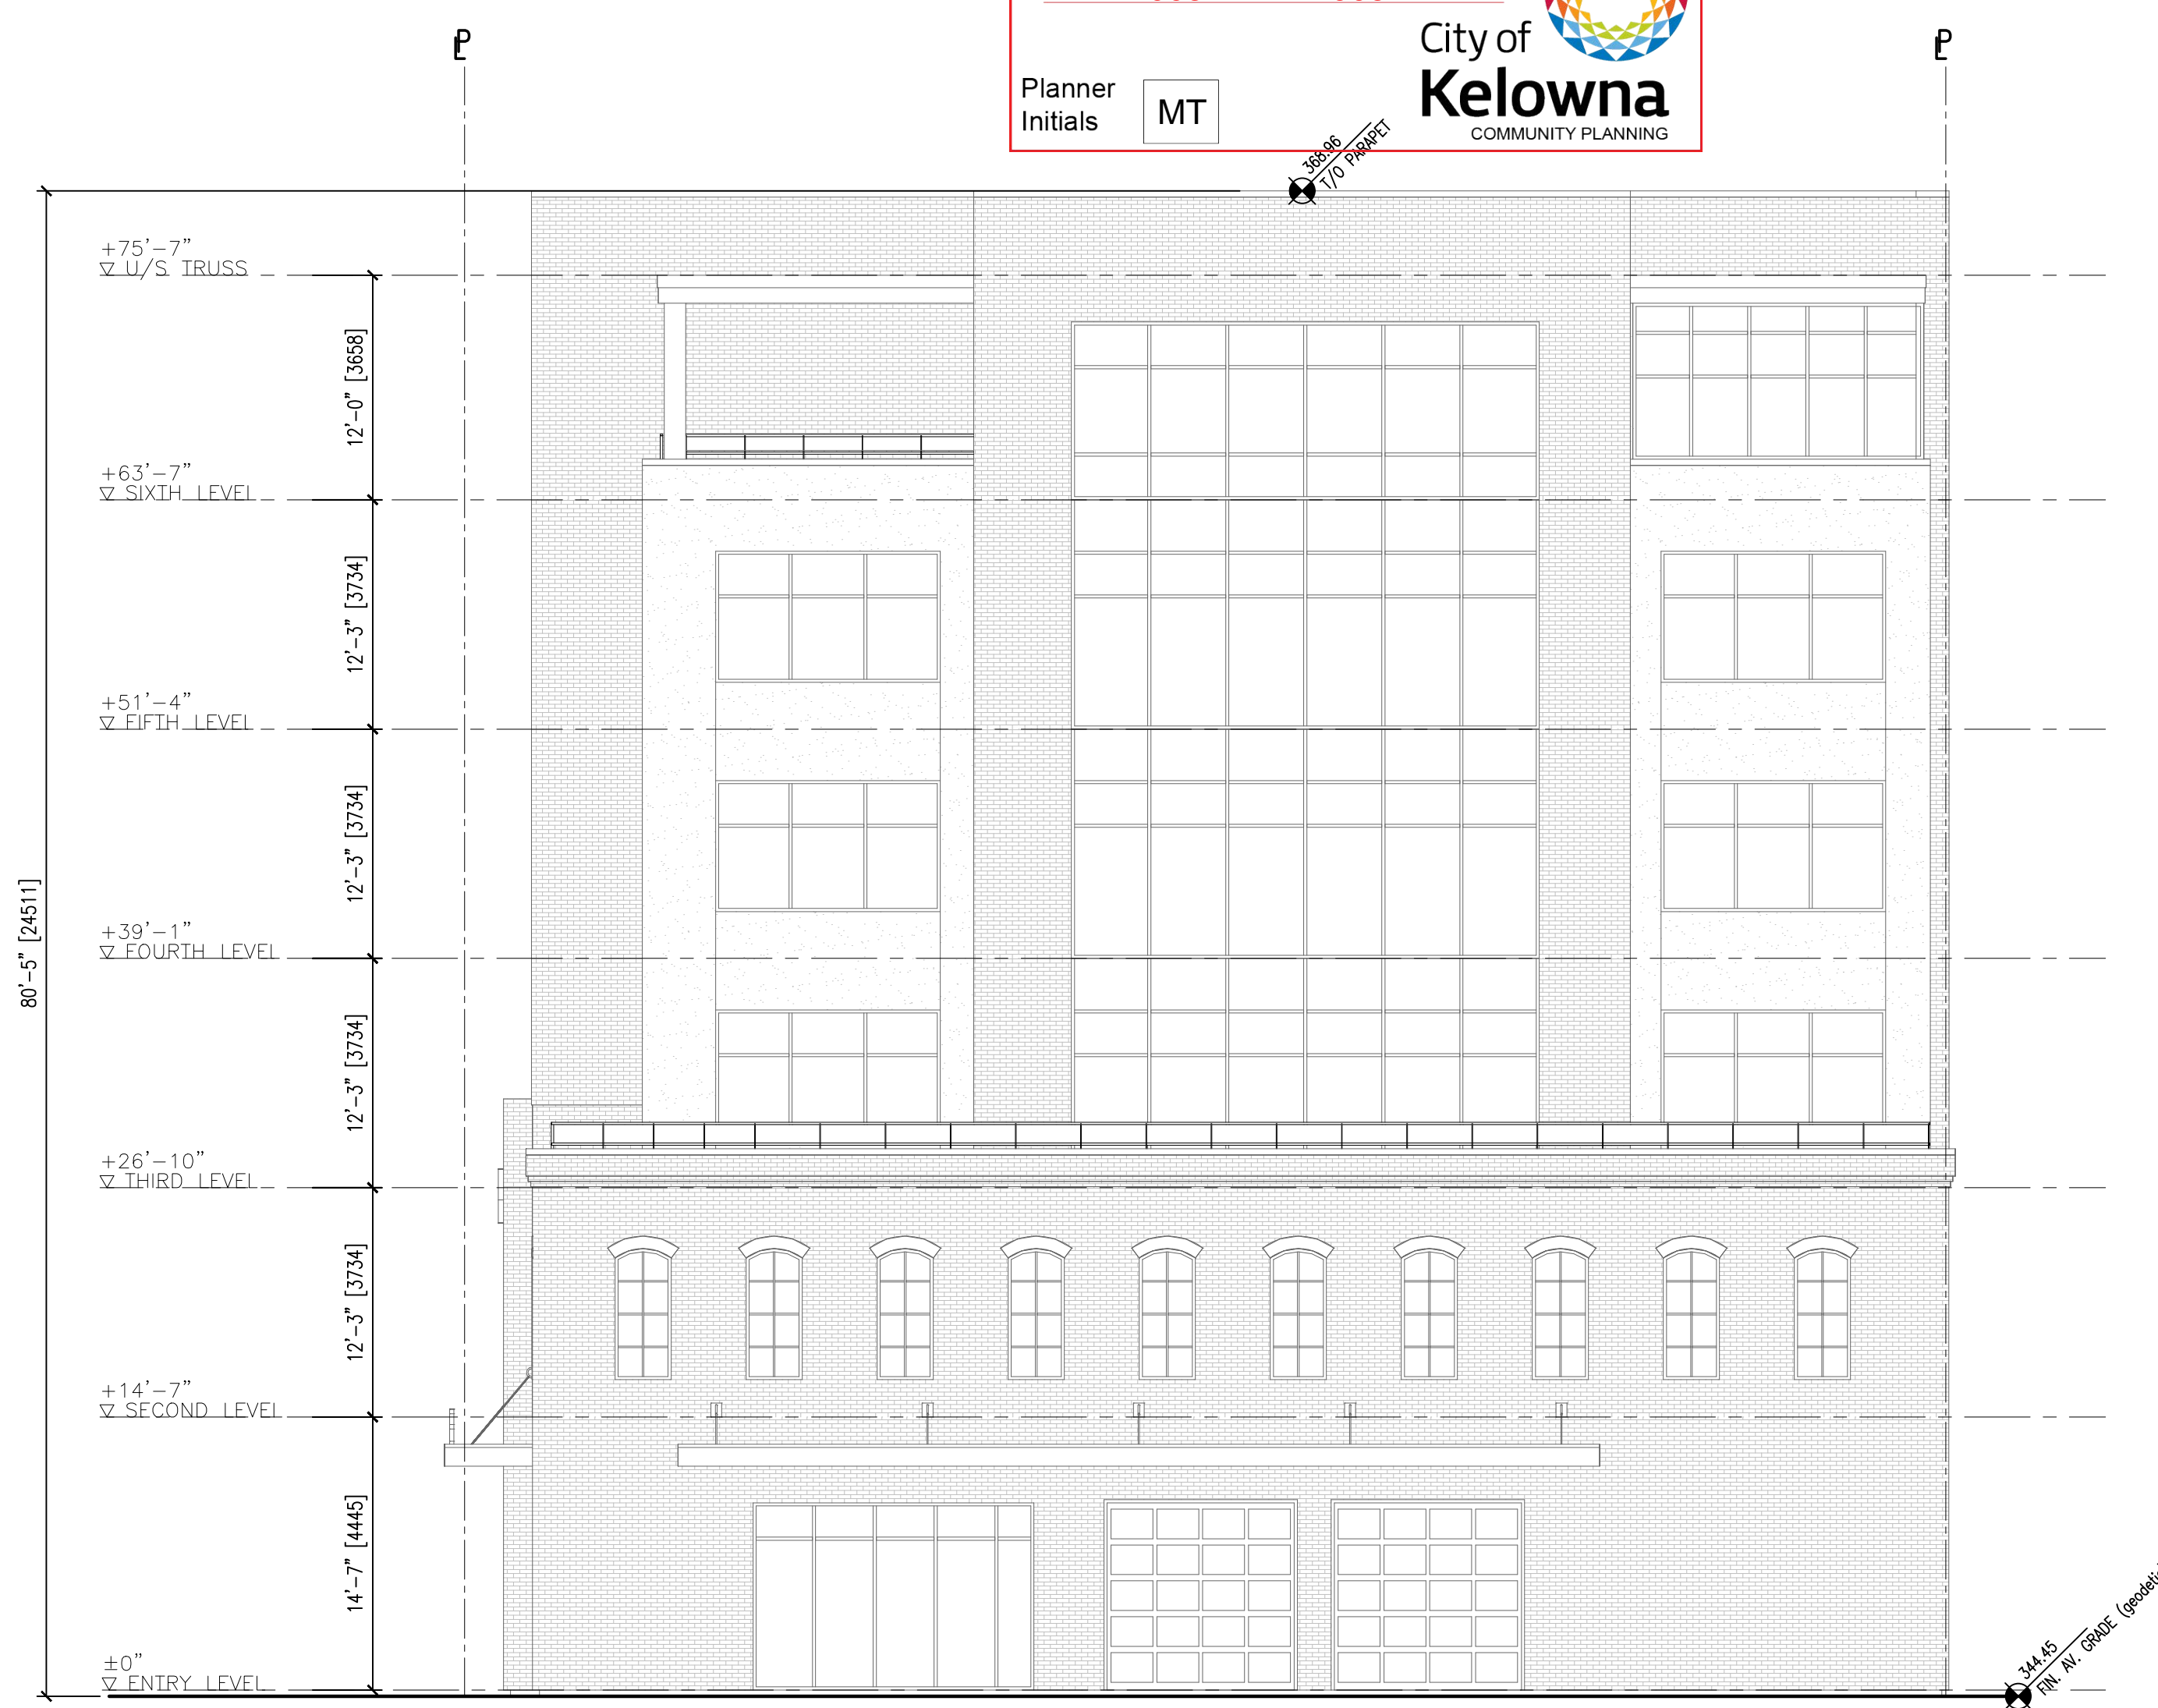 City of
Kelowna
COMMUNITY PLANNING
Planner
Initials
MT
PL
PL
368.96
T/O PARAPET
+75'-7"
U/S TRUSS
12'-0" [3658]
+63'-7"
SIXTH LEVEL
12'-3" [3734]
+51'-4"
FIFTH LEVEL
12'-3" [3734]
80'-5" [24511]
+39'-1"
FOURTH LEVEL
12'-3" [3734]
+26'-10"
THIRD LEVEL
12'-3" [3734]
+14'-7"
SECOND LEVEL
14'-7" [4445]
±0"
ENTRY LEVEL
344.45
FIN. AV. GRADE